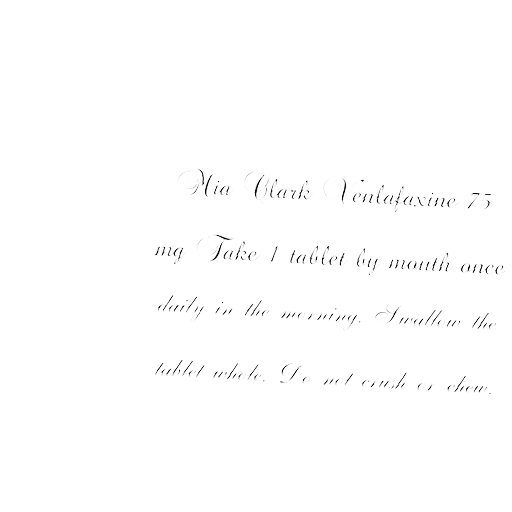 Mia Clark Venlafaxine 75
mg Take 1 tablet by mouth once
daily in the morning. Swallow the
tablet whole. Do not crush or chew.